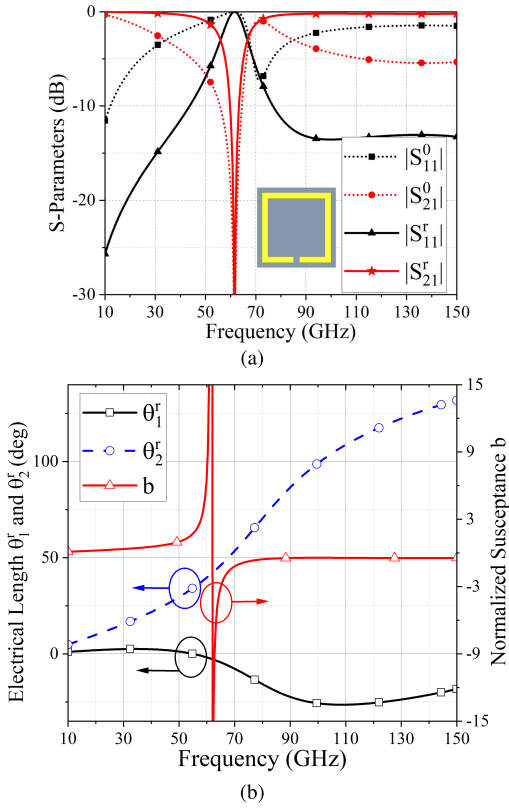 0
-10
-20
-30
S-Parameters (dB)
|S⁰₁₁|
|S⁰₂₁|
|Sʳ₁₁|
|Sʳ₂₁|
10 30 50 70 90 110 130 150
Frequency (GHz)
(a)
θʳ₁
θʳ₂
b
100
50
0
Electrical Length θʳ₁ and θʳ₂ (deg)
15
9
3
-3
-9
-15
Normalized Susceptance b
10 30 50 70 90 110 130 150
Frequency (GHz)
(b)